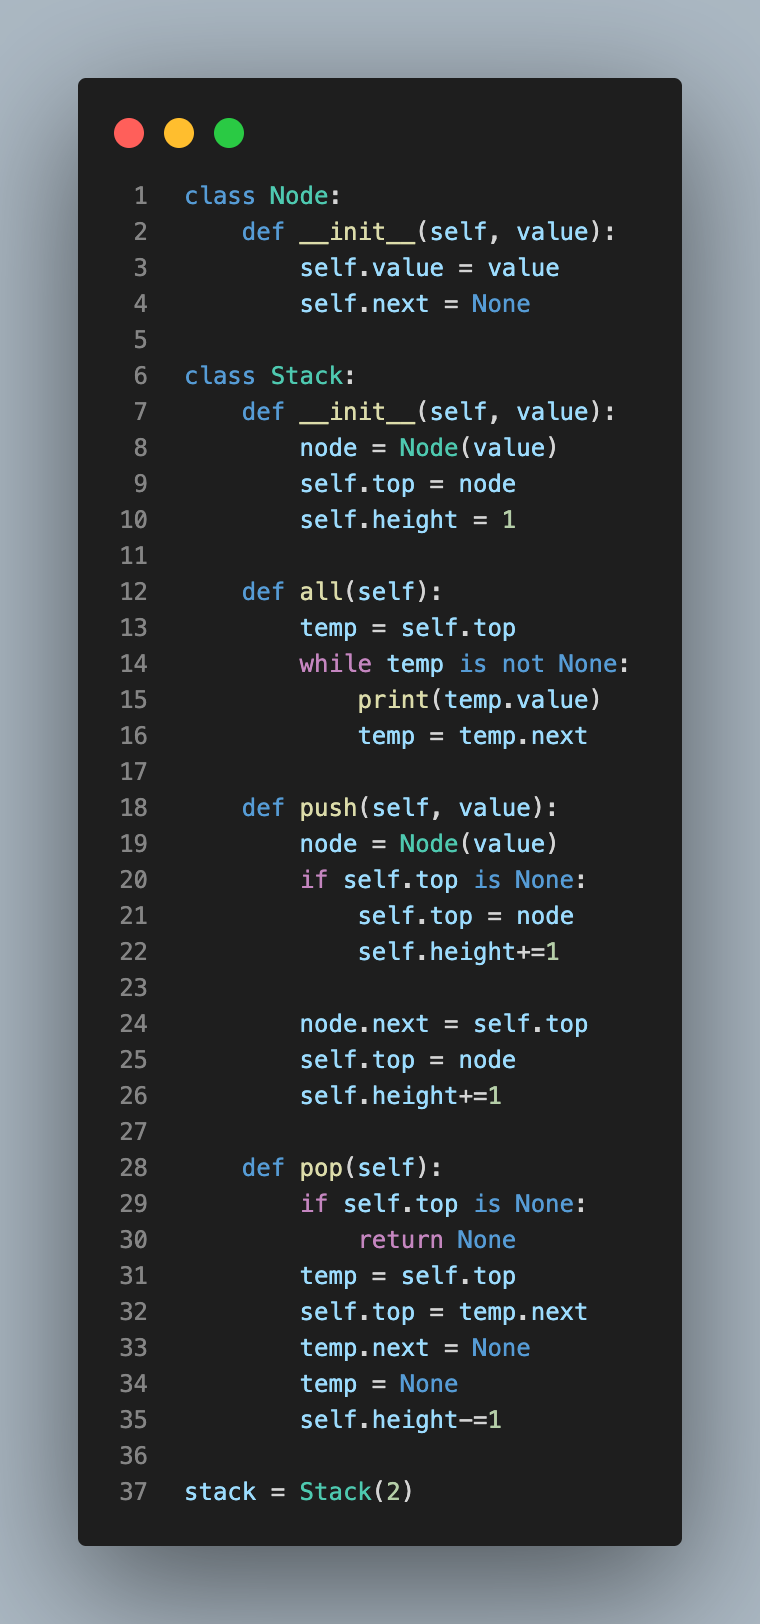 1 class Node:
2     def __init__(self, value):
3         self.value = value
4         self.next = None
5
6 class Stack:
7     def __init__(self, value):
8         node = Node(value)
9         self.top = node
10         self.height = 1
11
12     def all(self):
13         temp = self.top
14         while temp is not None:
15             print(temp.value)
16             temp = temp.next
17
18     def push(self, value):
19         node = Node(value)
20         if self.top is None:
21             self.top = node
22             self.height+=1
23
24         node.next = self.top
25         self.top = node
26         self.height+=1
27
28     def pop(self):
29         if self.top is None:
30             return None
31         temp = self.top
32         self.top = temp.next
33         temp.next = None
34         temp = None
35         self.height-=1
36
37 stack = Stack(2)